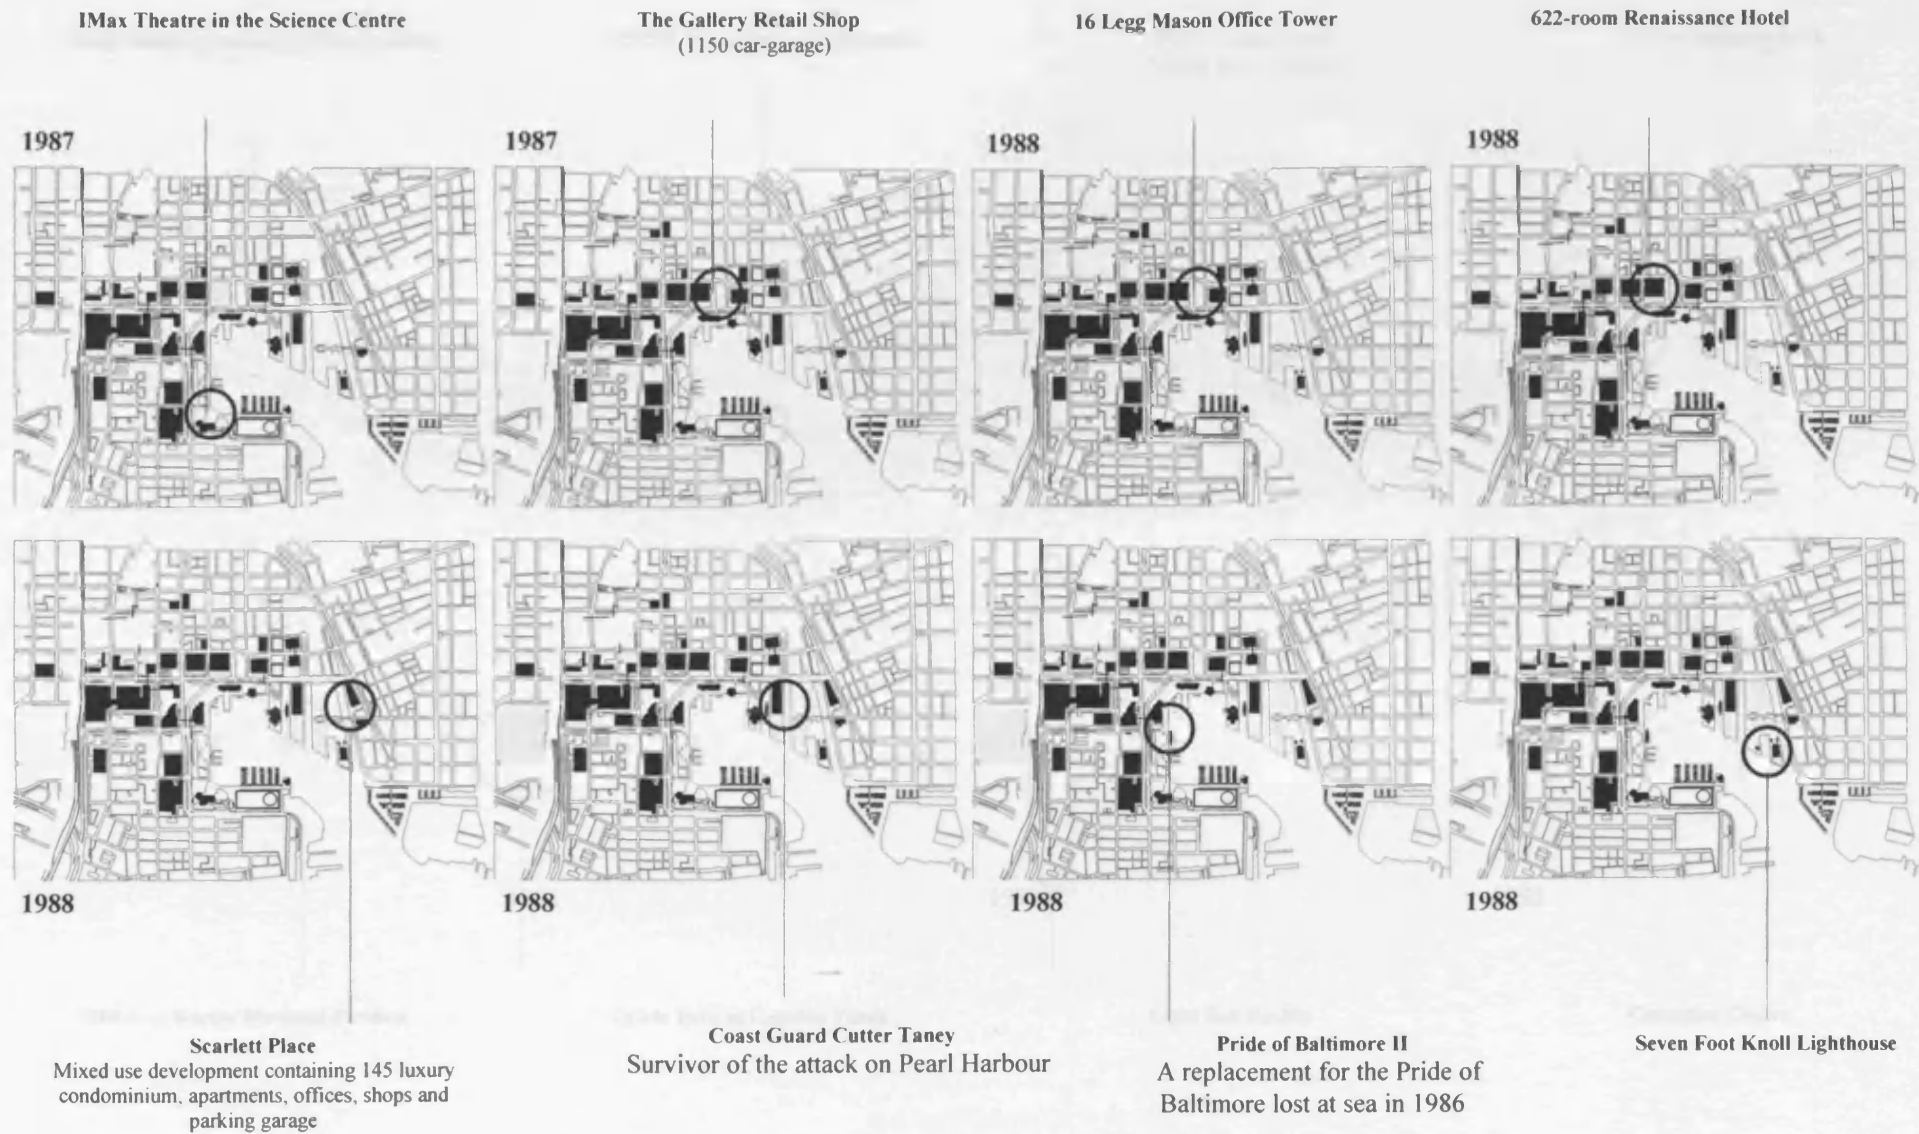 IMax Theatre in the Science Centre
The Gallery Retail Shop
(1150 car-garage)
16 Legg Mason Office Tower
622-room Renaissance Hotel
1987
1987
1988
1988
1988
1988
1988
1988
Scarlett Place
Mixed use development containing 145 luxury
condominium, apartments, offices, shops and
parking garage
Coast Guard Cutter Taney
Survivor of the attack on Pearl Harbour
Pride of Baltimore II
A replacement for the Pride of
Baltimore lost at sea in 1986
Seven Foot Knoll Lighthouse